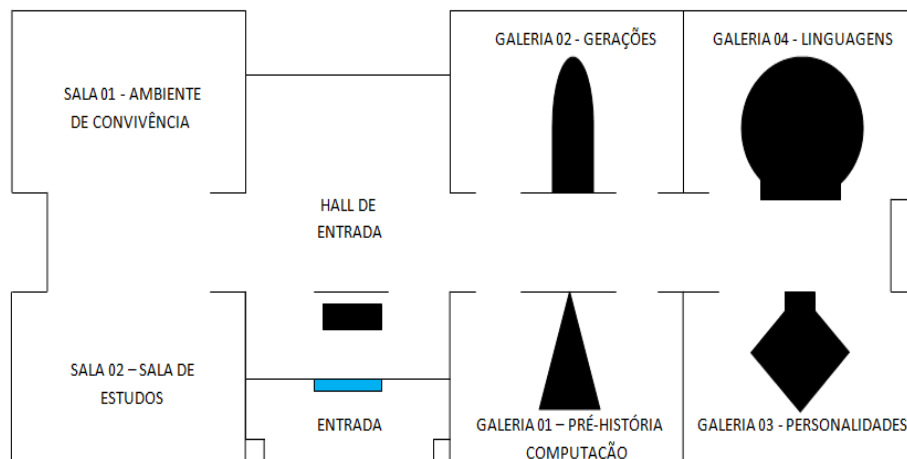 GALERIA 02 - GERAÇÕES
GALERIA 04 - LINGUAGENS
SALA 01 - AMBIENTE
DE CONVIVÊNCIA
HALL DE
ENTRADA
SALA 02 – SALA DE
ESTUDOS
ENTRADA
GALERIA 01 – PRÉ-HISTÓRIA
COMPUTAÇÃO
GALERIA 03 - PERSONALIDADES